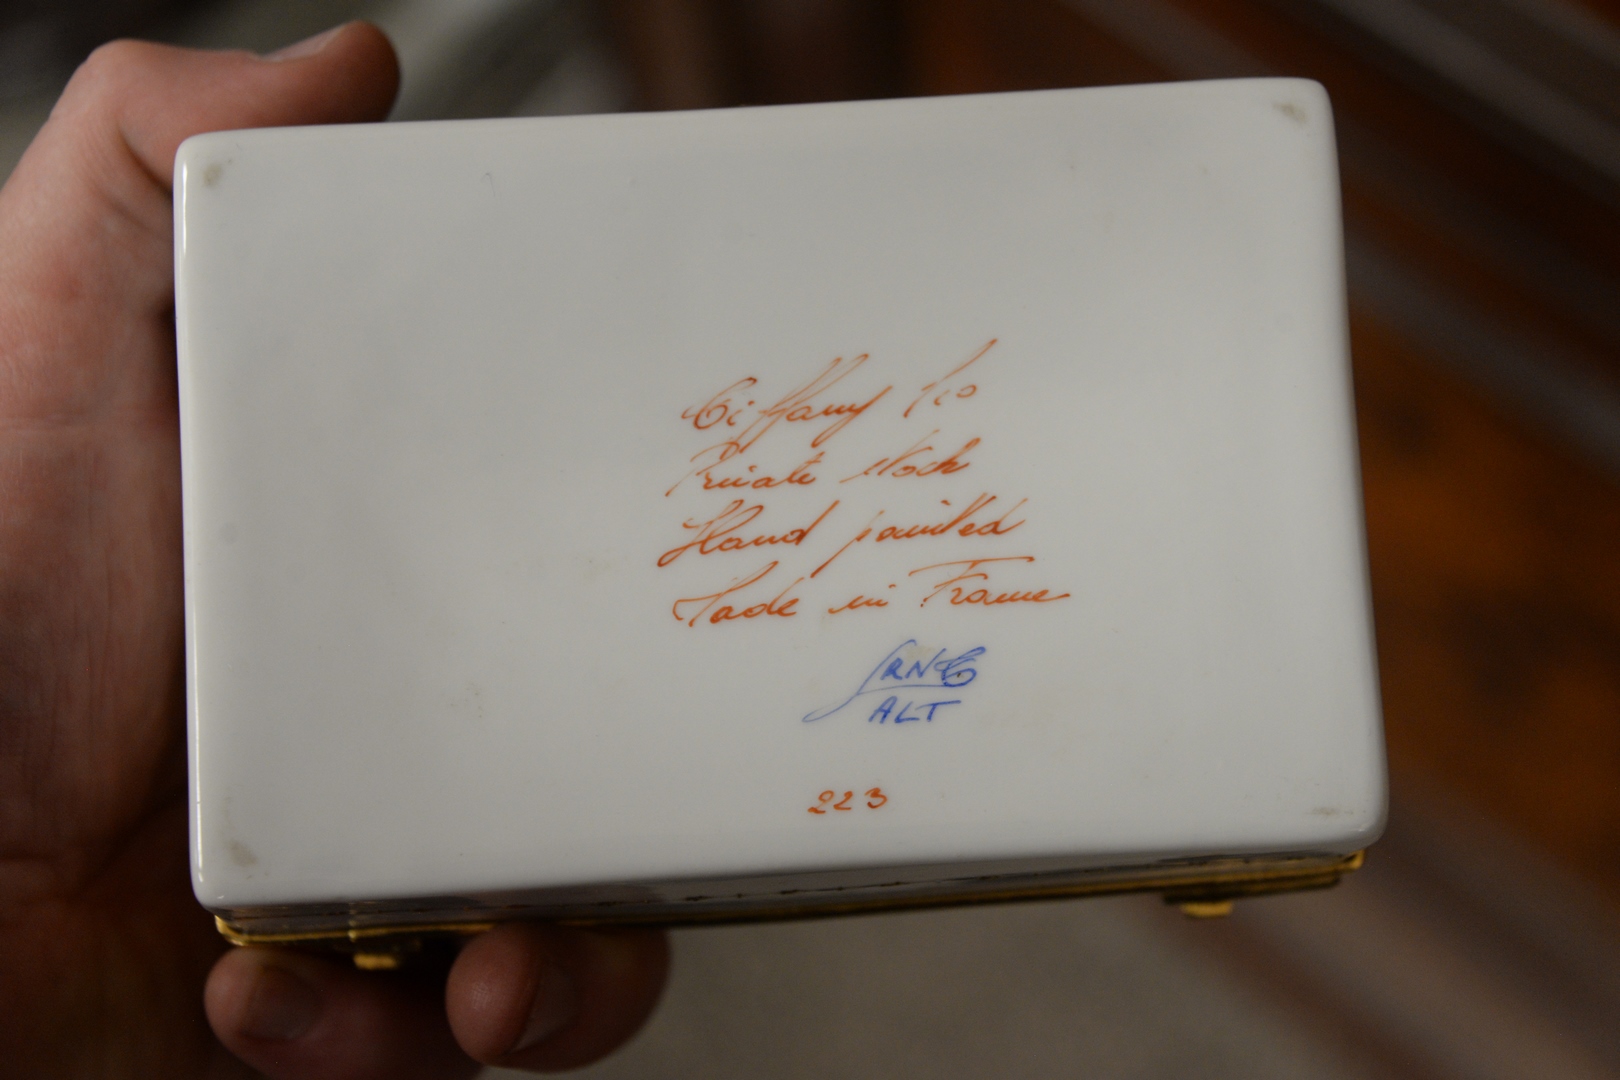 Tiffany & Co
Private stock
Hand painted
Made in France
ALT
223